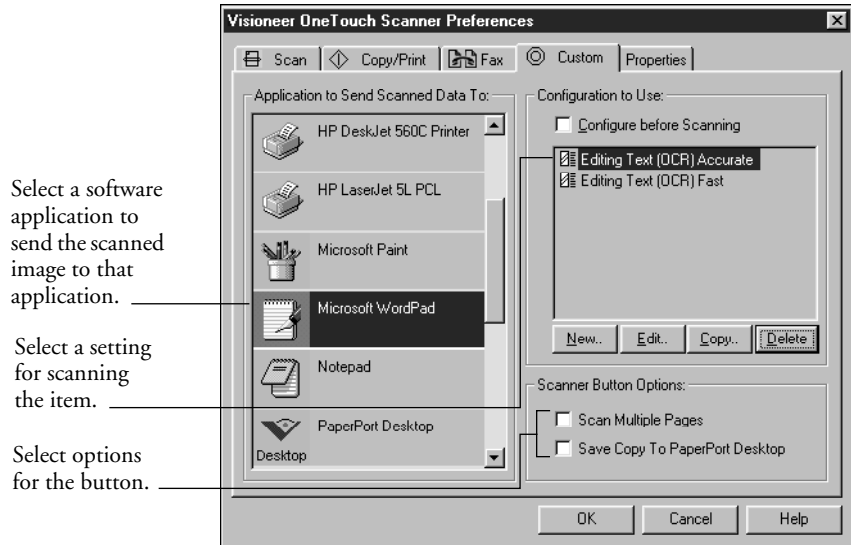 Visioneer OneTouch Scanner Preferences
Scan
Copy/Print
Fax
Custom
Properties
Application to Send Scanned Data To:
HP DeskJet 560C Printer
HP LaserJet 5L PCL
Microsoft Paint
Microsoft WordPad
Notepad
PaperPort Desktop
Desktop
Configuration to Use:
Configure before Scanning
Editing Text (OCR) Accurate
Editing Text (OCR) Fast
New..
Edit..
Copy..
Delete
Scanner Button Options:
Scan Multiple Pages
Save Copy To PaperPort Desktop
OK
Cancel
Help
Select a software
application to
send the scanned
image to that
application.
Select a setting
for scanning
the item.
Select options
for the button.